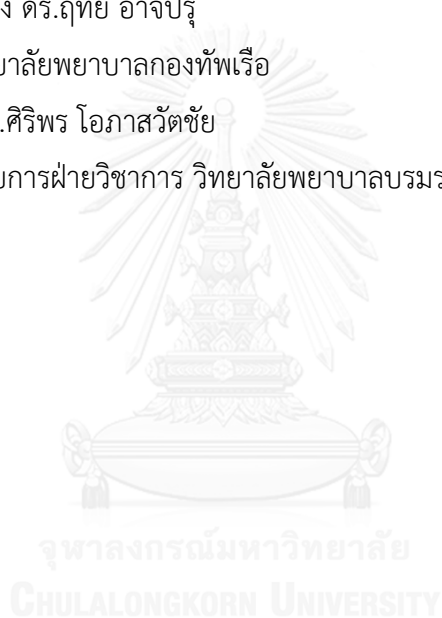 ง ดร.ฤทัย อาจปรุ
ยาลัยพยาบาลกองทัพเรือ
.ศิริพร โอภาสวัตชัย
ยการฝ่ายวิชาการ วิทยาลัยพยาบาลบรมร
จุฬาลงกรณ์มหาวิทยาลัย
CHULALONGKORN UNIVERSITY